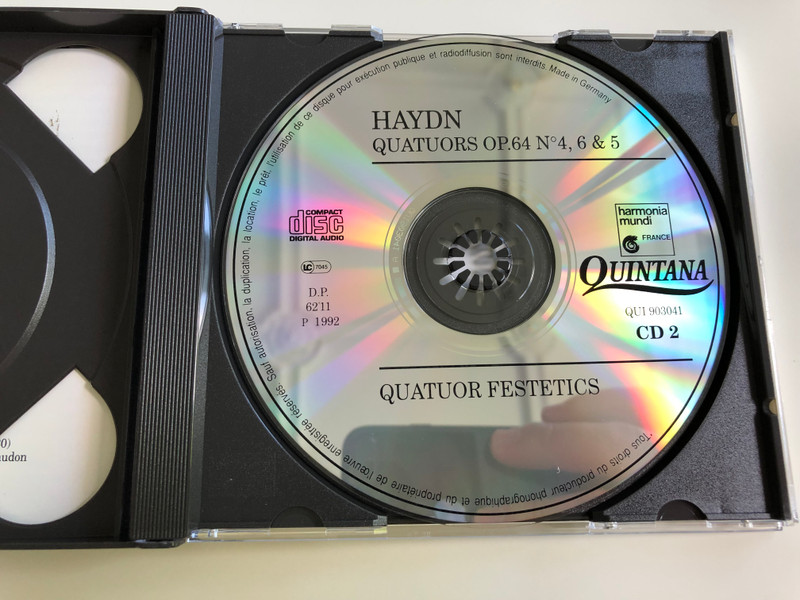 HAYDN
QUATUORS OP.64 N°4, 6 & 5
COMPACT
disc
DIGITAL AUDIO
LC 7045
D.P.
6211
P 1992
harmonia
mundi
FRANCE
QUINTANA
QUI 903041
CD 2
QUATUOR FESTETICS
Tous droits du producteur phonographique et du propriétaire de l'œuvre enregistrée réservés. Sauf autorisation, la duplication, la location, le prêt, l'utilisation de ce disque pour exécution publique et radiodiffusion sont interdits. Made in Germany
0)
udon